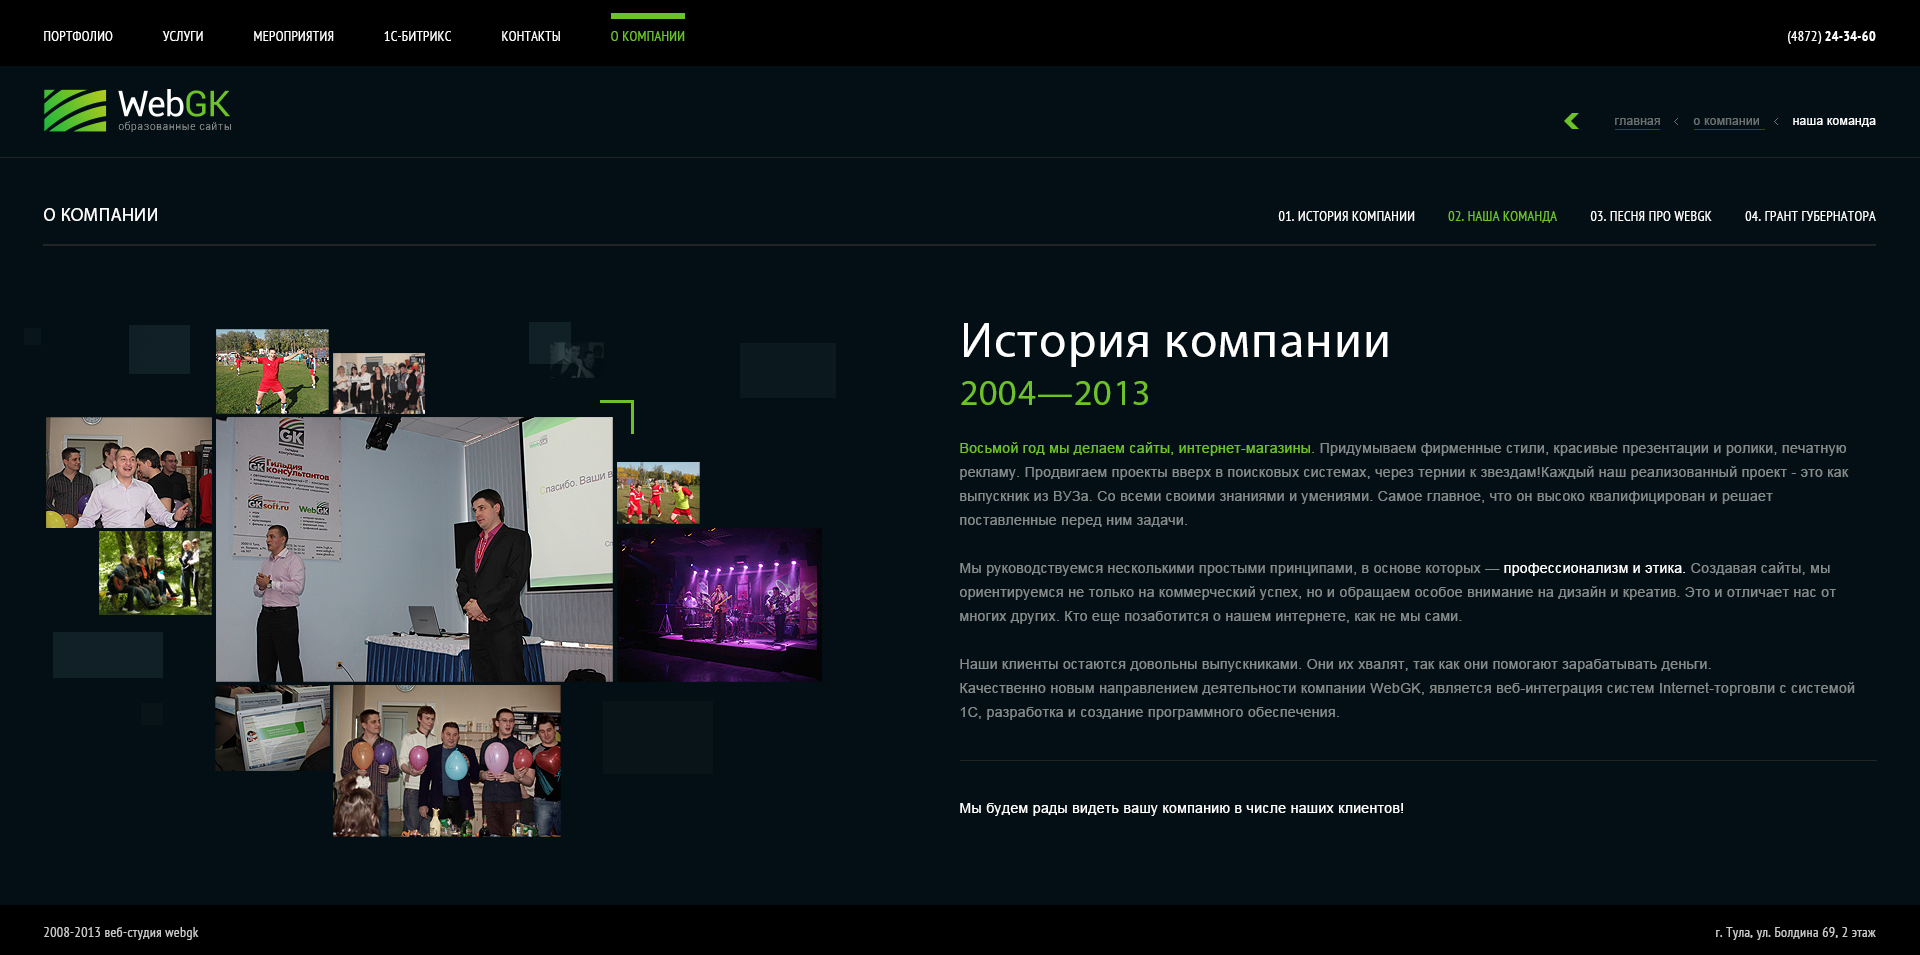 ПОРТФОЛИО УСЛУГИ МЕРОПРИЯТИЯ 1С-БИТРИКС КОНТАКТЫ О КОМПАНИИ (4872) 24-34-60
WebGK
образованные сайты
главная < о компании < наша команда
О КОМПАНИИ 01. ИСТОРИЯ КОМПАНИИ 02. НАША КОМАНДА 03. ПЕСНЯ ПРО WEBGK 04. ГРАНТ ГУБЕРНАТОРА
GK
Гильдия
консультантов
GKsoft.ru WebGK
Спасибо. Ваши в
История компании
2004—2013
Восьмой год мы делаем сайты, интернет-магазины. Придумываем фирменные стили, красивые презентации и ролики, печатную
рекламу. Продвигаем проекты вверх в поисковых системах, через тернии к звездам!Каждый наш реализованный проект - это как
выпускник из ВУЗа. Со всеми своими знаниями и умениями. Самое главное, что он высоко квалифицирован и решает
поставленные перед ним задачи.
Мы руководствуемся несколькими простыми принципами, в основе которых — профессионализм и этика. Создавая сайты, мы
ориентируемся не только на коммерческий успех, но и обращаем особое внимание на дизайн и креатив. Это и отличает нас от
многих других. Кто еще позаботится о нашем интернете, как не мы сами.
Наши клиенты остаются довольны выпускниками. Они их хвалят, так как они помогают зарабатывать деньги.
Качественно новым направлением деятельности компании WebGK, является веб-интеграция систем Internet-торговли с системой
1С, разработка и создание программного обеспечения.
Мы будем рады видеть вашу компанию в числе наших клиентов!
2008-2013 веб-студия webgk г. Тула, ул. Болдина 69, 2 этаж